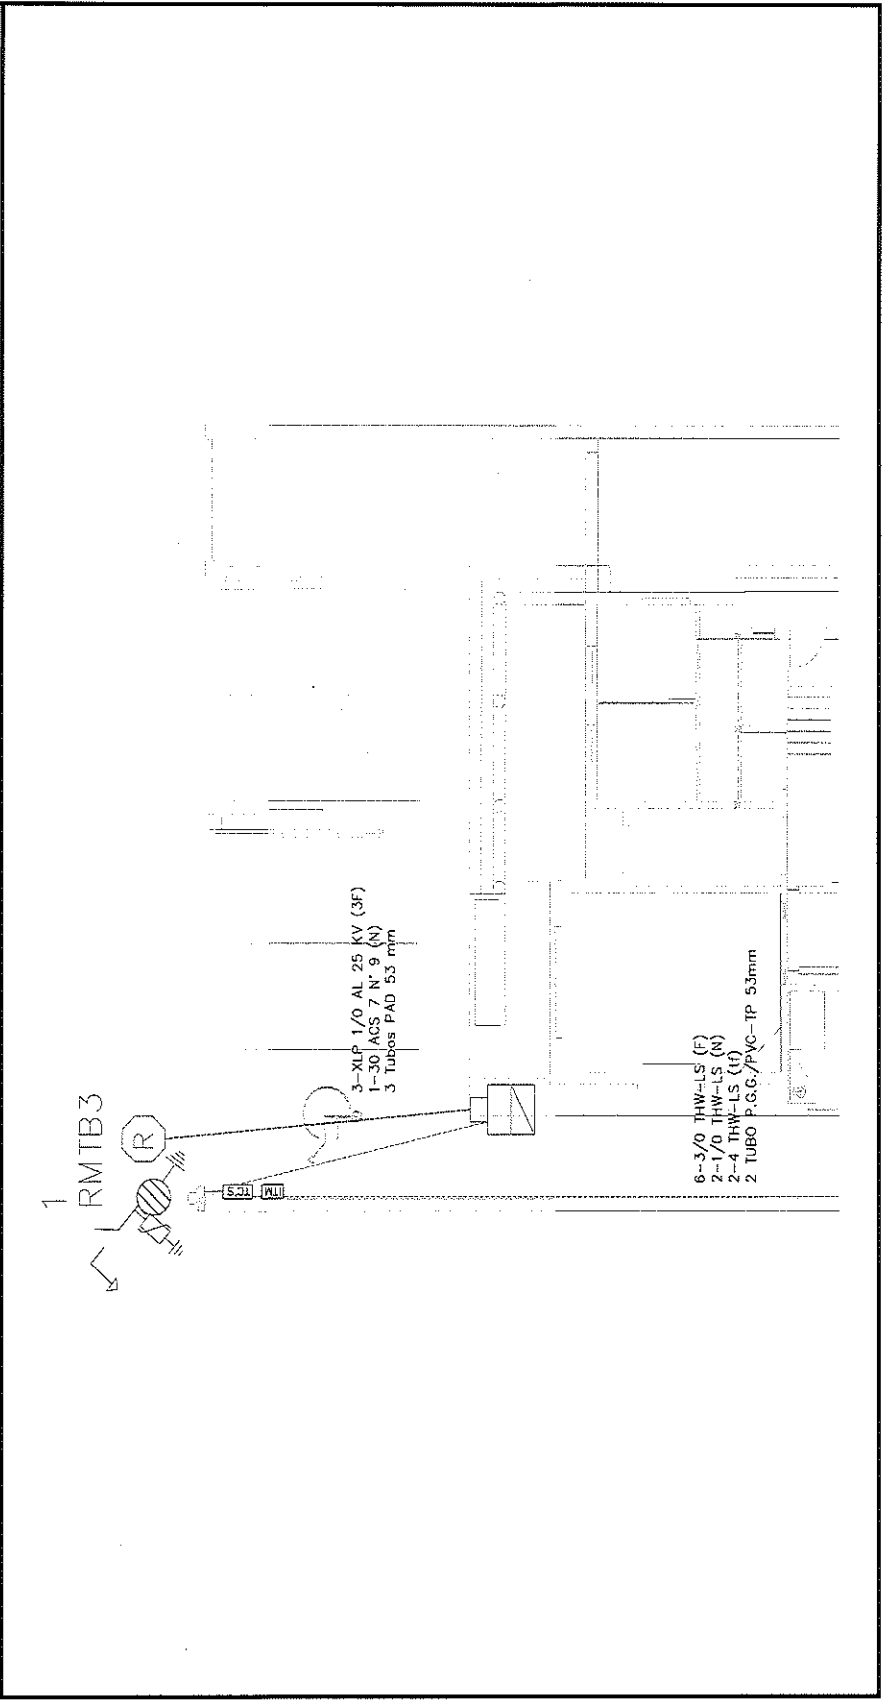 1
RMTB3
R
TC'S
ITM
3-XLP 1/0 AL 25 KV (3F)
1-30 ACS 7 N° 9 (N)
3 Tubos PAD 53 mm
6-3/0 THW-LS (F)
2-1/0 THW-LS (N)
2-4 THW-LS (tf)
2 TUBO P.G.G./PVC-TP 53mm